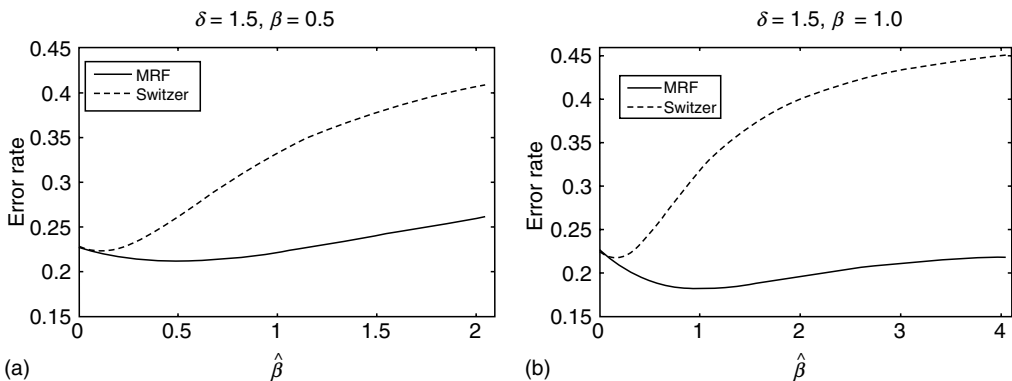 δ = 1.5, β = 0.5
0.45
0.4
0.35
0.3
0.25
0.2
0.15
Error rate
MRF
Switzer
0 0.5 1 1.5 2
β̂
(a)
δ = 1.5, β = 1.0
0.45
0.4
0.35
0.3
0.25
0.2
0.15
Error rate
MRF
Switzer
0 1 2 3 4
β̂
(b)